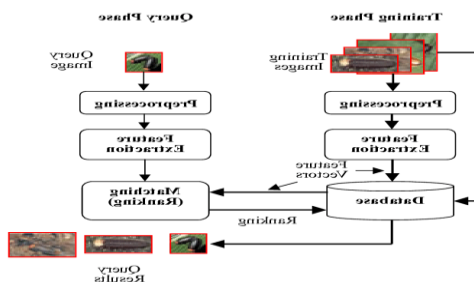 Query Phase
Training Phase
Query
Image
Training
Images
Preprocessing
Preprocessing
Feature
Extraction
Feature
Extraction
Feature
Vectors
Matching
(Ranking)
Database
Ranking
Query
Results